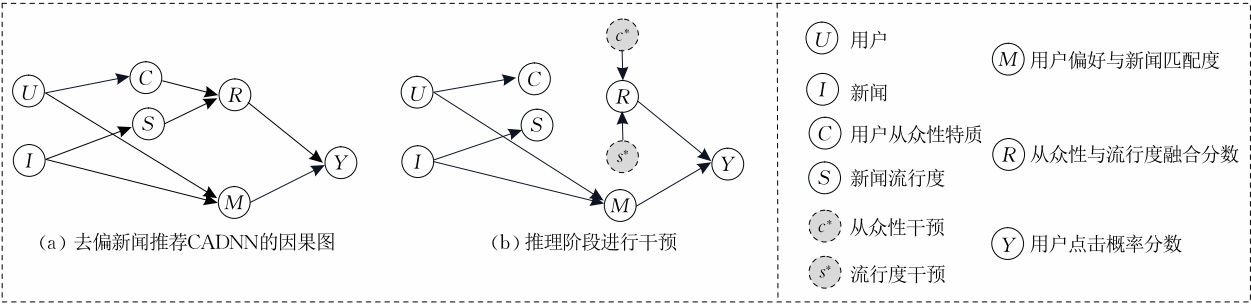 U
I
C
S
R
M
Y
(a) 去偏新闻推荐CADNN的因果图
U
I
C
S
c*
R
s*
M
Y
(b) 推理阶段进行干预
U 用户
I 新闻
C 用户从众性特质
S 新闻流行度
c* 从众性干预
s* 流行度干预
M 用户偏好与新闻匹配度
R 从众性与流行度融合分数
Y 用户点击概率分数